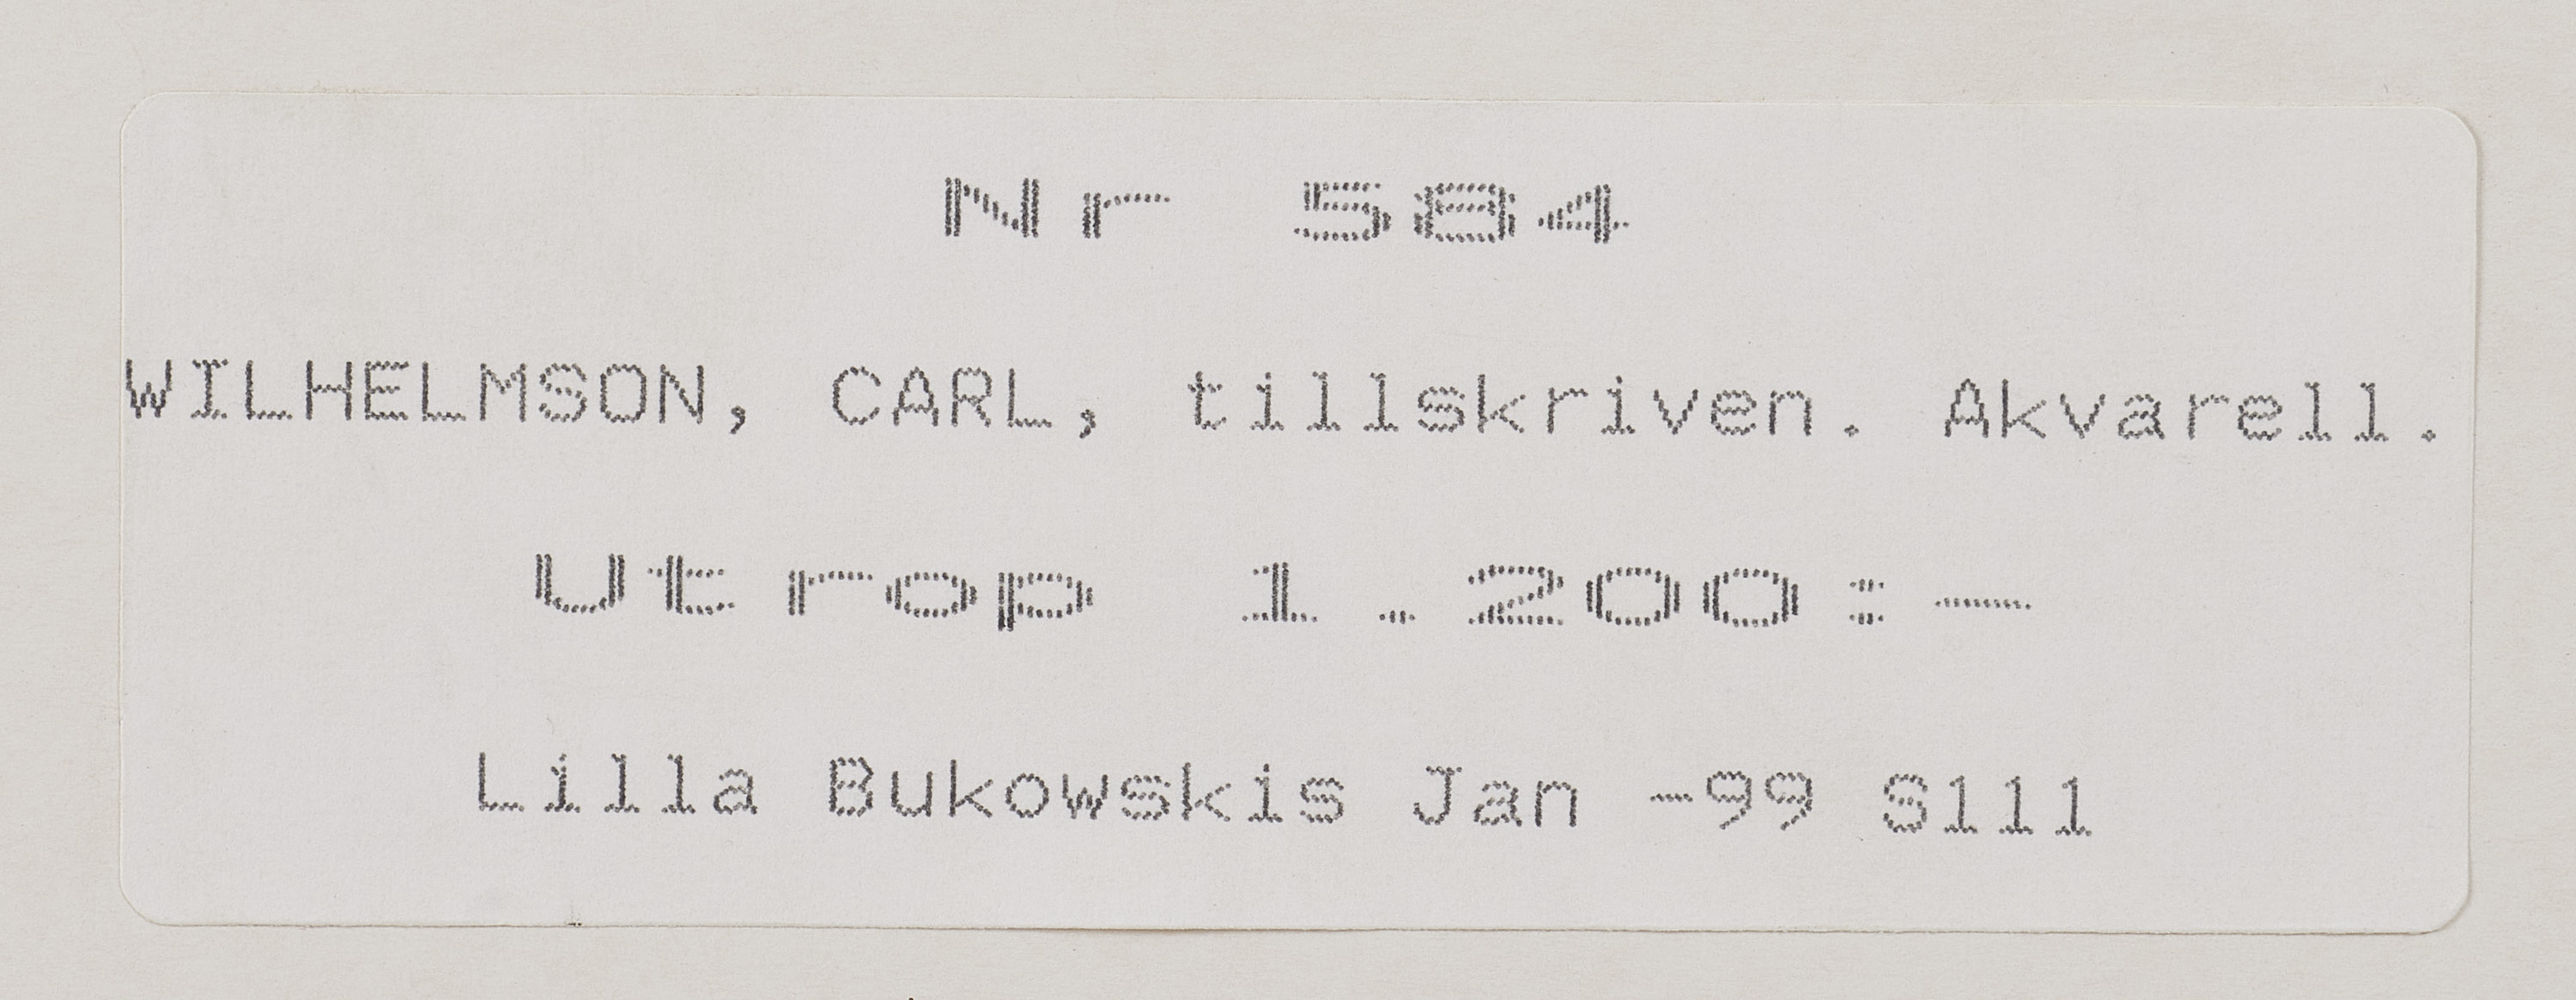 Nr 584
WILHELMSON, CARL, tillskriven. Akvarell.
Utrop 1.200:-
Lilla Bukowskis Jan -99 S111